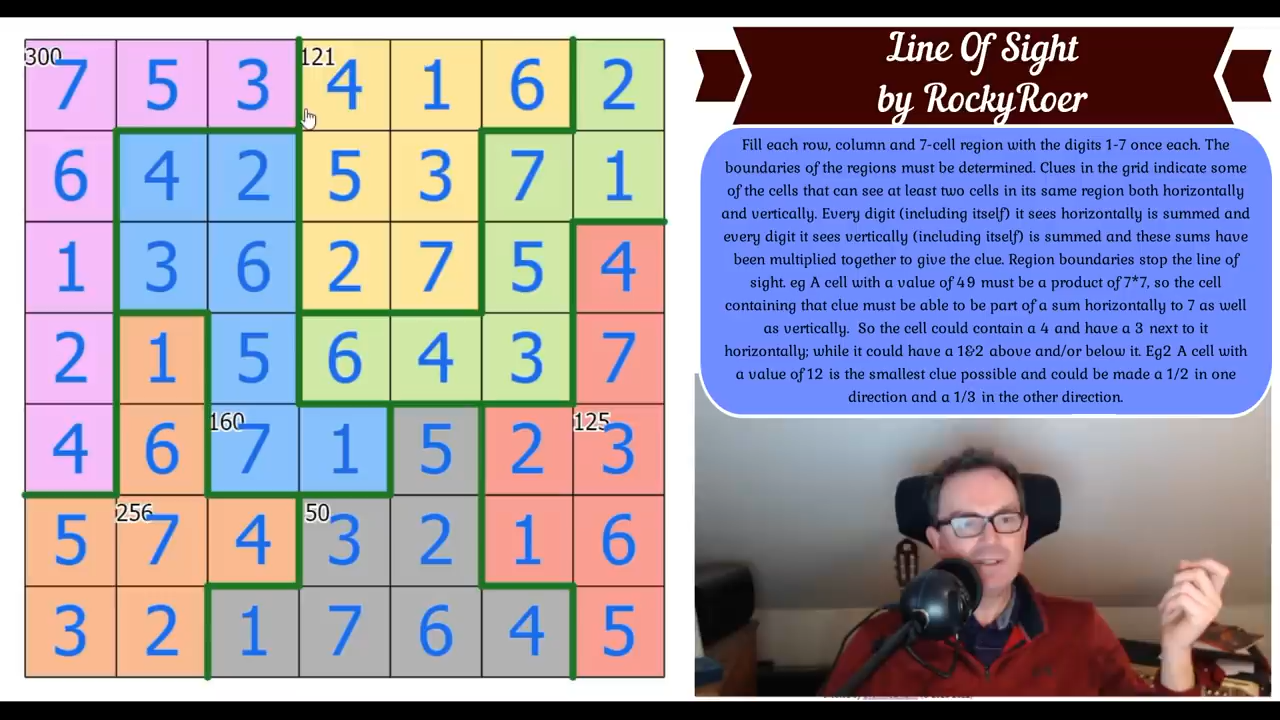 Line Of Sight
by RockyRoer
Fill each row, column and 7-cell region with the digits 1-7 once each. The
boundaries of the regions must be determined. Clues in the grid indicate some
of the cells that can see at least two cells in its same region both horizontally
and vertically. Every digit (including itself) it sees horizontally is summed and
every digit it sees vertically (including itself) is summed and these sums have
been multiplied together to give the clue. Region boundaries stop the line of
sight. eg A cell with a value of 49 must be a product of 7*7, so the cell
containing that clue must be able to be part of a sum horizontally to 7 as well
as vertically. So the cell could contain a 4 and have a 3 next to it
horizontally; while it could have a 1&2 above and/or below it. Eg2 A cell with
a value of 12 is the smallest clue possible and could be made a 1/2 in one
direction and a 1/3 in the other direction.
300 121
7 5 3 4 1 6 2
6 4 2 5 3 7 1
1 3 6 2 7 5 4
2 1 5 6 4 3 7
160 125
4 6 7 1 5 2 3
256 50
5 7 4 3 2 1 6
3 2 1 7 6 4 5